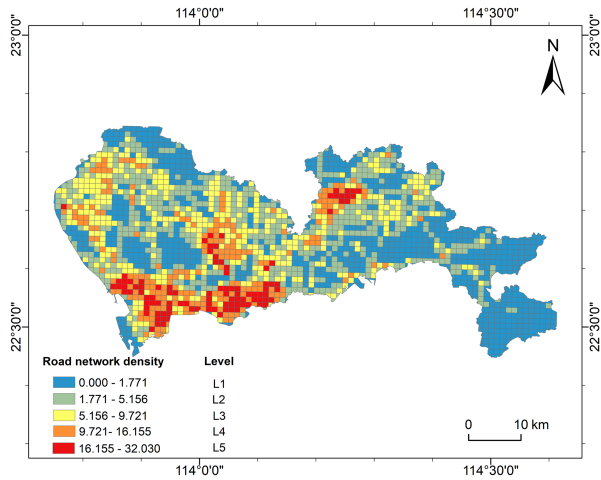 114°0'0" 114°30'0"
23°0'0" 23°0'0"
N
22°30'0" 22°30'0"
Road network density Level
0.000 - 1.771 L1
1.771 - 5.156 L2
5.156 - 9.721 L3
9.721- 16.155 L4
16.155 - 32.030 L5
0 10 km
114°0'0" 114°30'0"